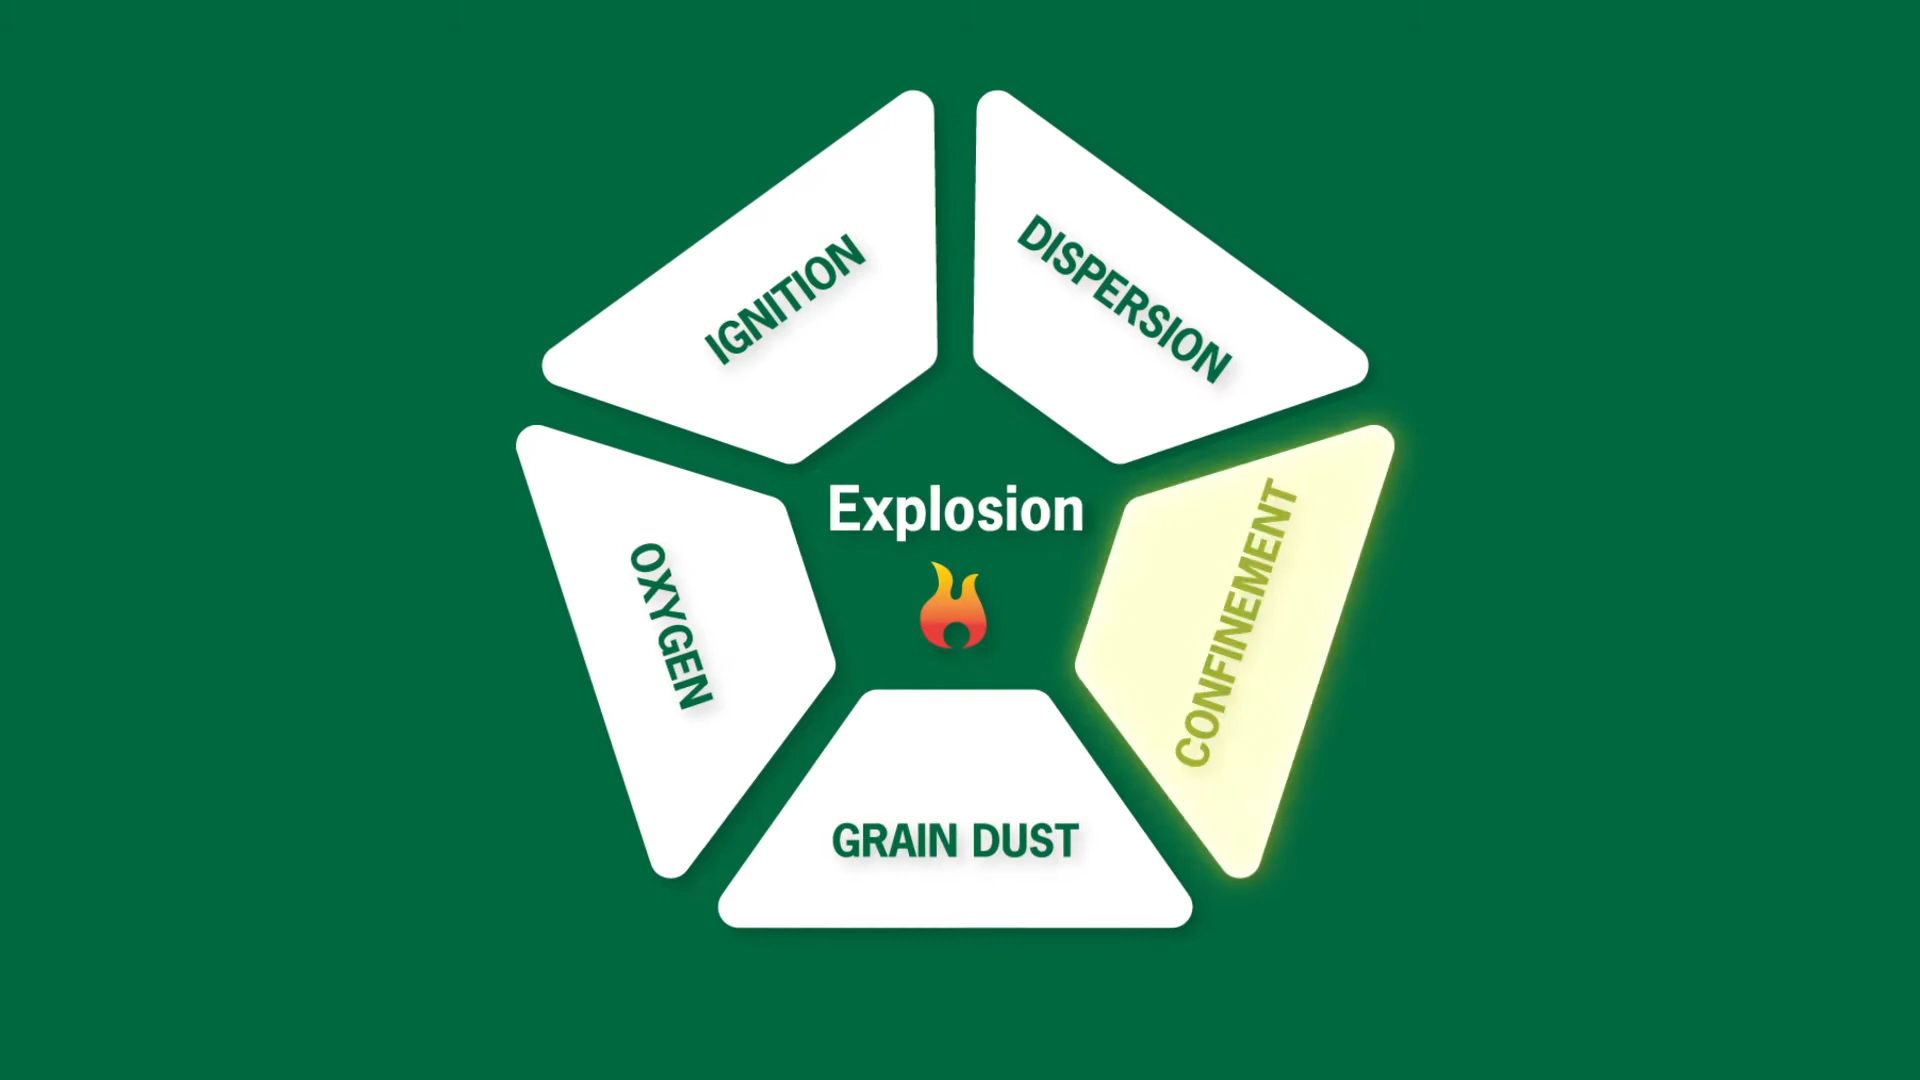 IGNITION
DISPERSION
Explosion
OXYGEN
CONFINEMENT
GRAIN DUST